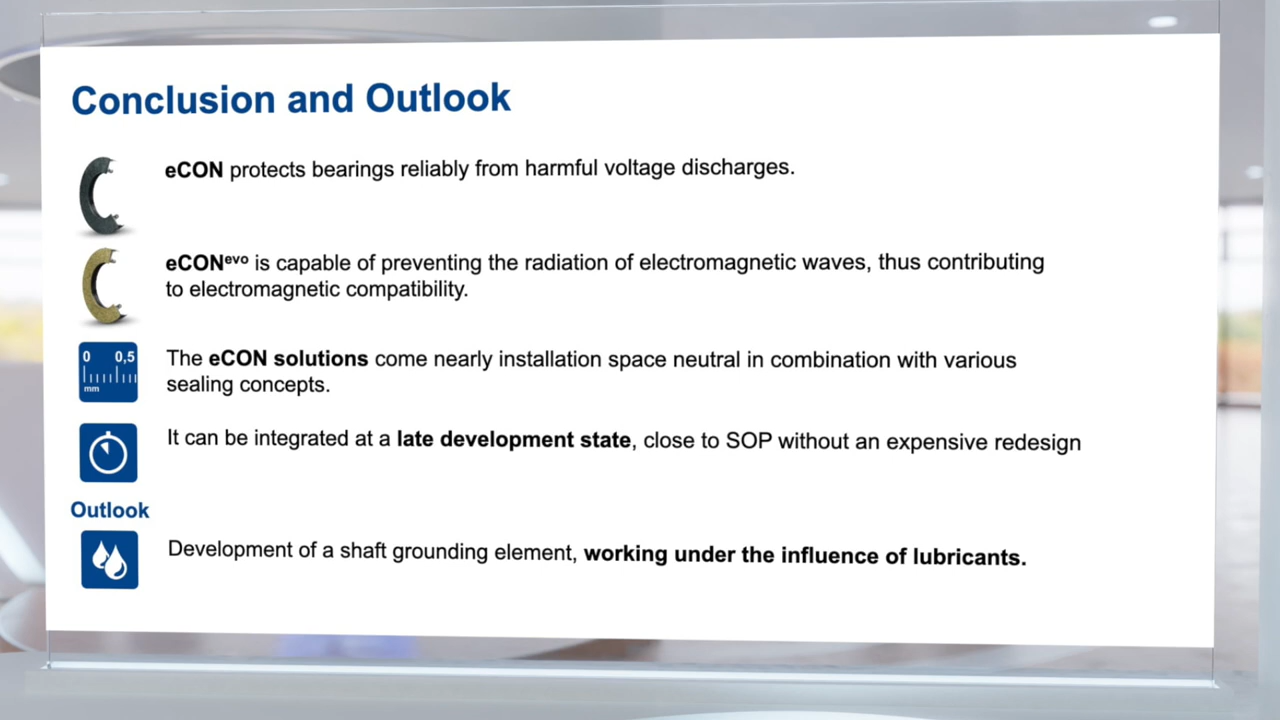 Conclusion and Outlook
eCON protects bearings reliably from harmful voltage discharges.
eCONevo is capable of preventing the radiation of electromagnetic waves, thus contributing
to electromagnetic compatibility.
0 0,5
mm
The eCON solutions come nearly installation space neutral in combination with various
sealing concepts.
It can be integrated at a late development state, close to SOP without an expensive redesign
Outlook
Development of a shaft grounding element, working under the influence of lubricants.